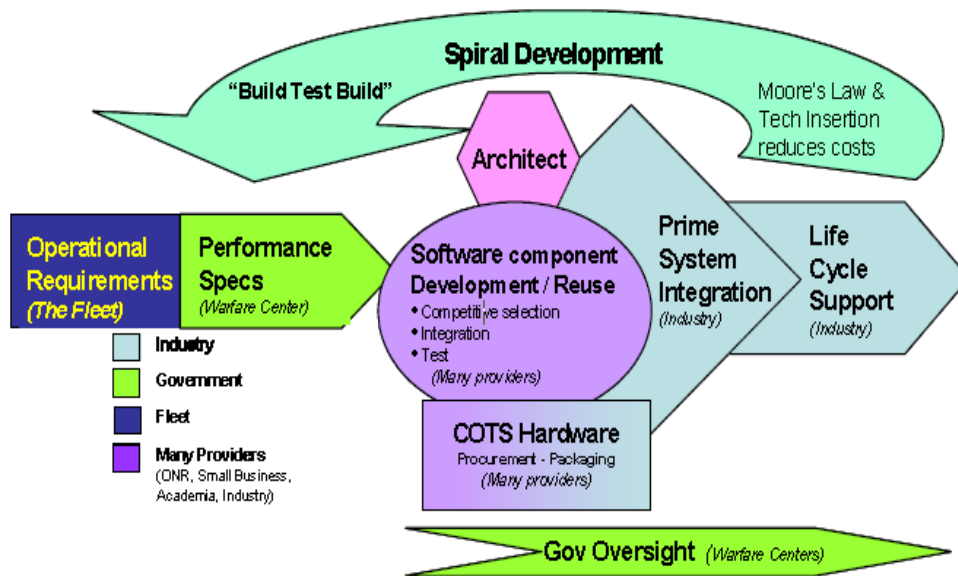 Spiral Development
“Build Test Build”
Moore's Law &
Tech Insertion
reduces costs
Architect
Operational
Requirements
(The Fleet)
Performance
Specs
(Warfare Center)
Software component
Development / Reuse
• Competitive selection
• Integration
• Test
(Many providers)
Prime
System
Integration
(Industry)
Life
Cycle
Support
(Industry)
Industry
Government
Fleet
Many Providers
(ONR, Small Business,
Academia, Industry)
COTS Hardware
Procurement - Packaging
(Many providers)
Gov Oversight (Warfare Centers)